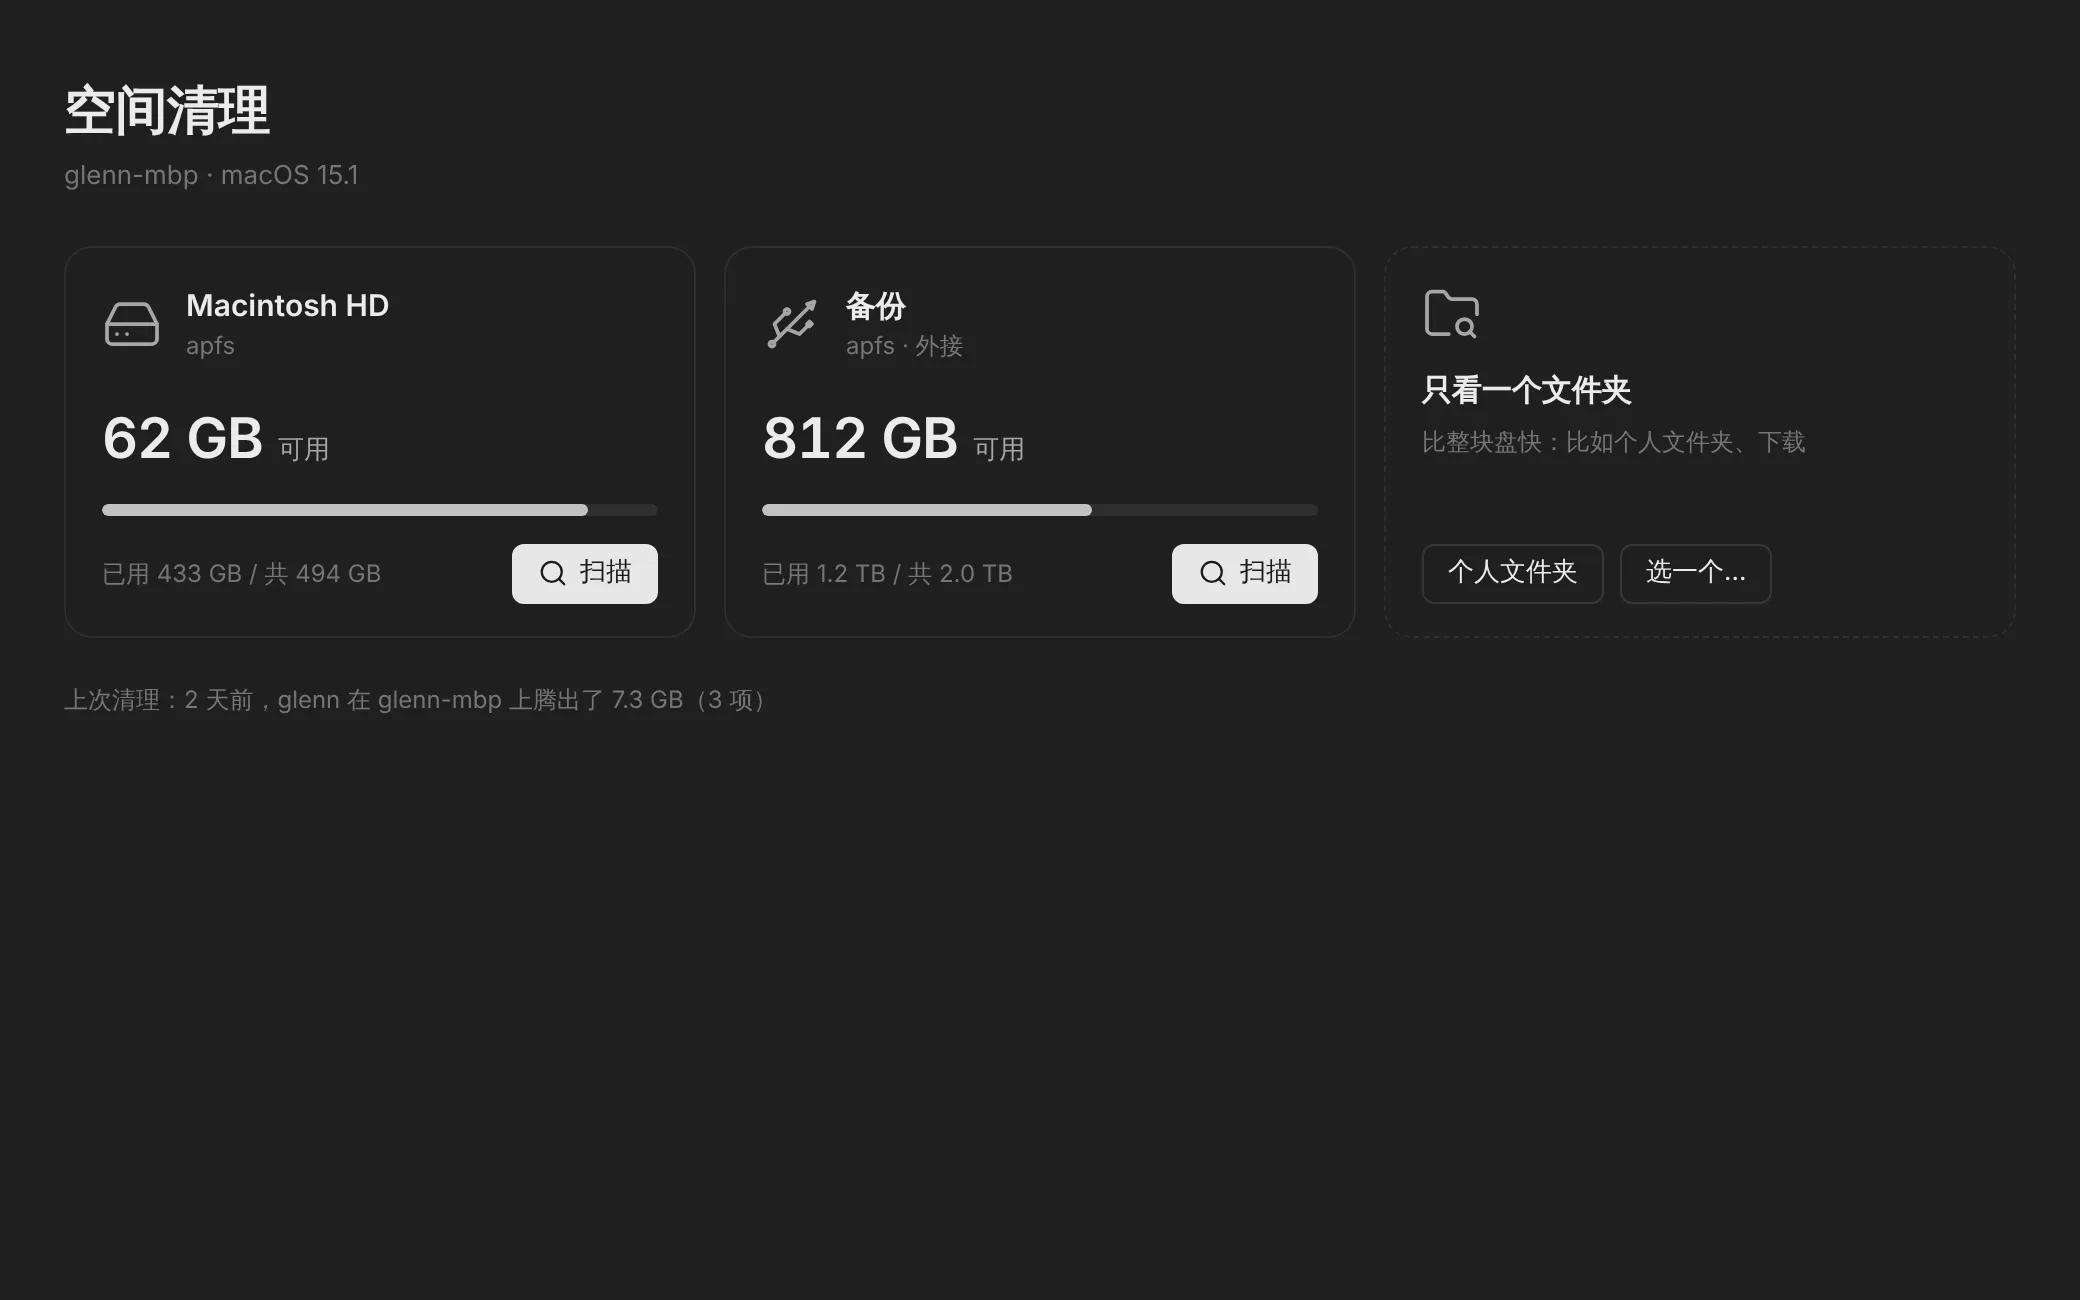 空间清理
glenn-mbp · macOS 15.1
Macintosh HD
apfs
62 GB 可用
已用 433 GB / 共 494 GB
扫描
备份
apfs · 外接
812 GB 可用
已用 1.2 TB / 共 2.0 TB
扫描
只看一个文件夹
比整块盘快：比如个人文件夹、下载
个人文件夹
选一个...
上次清理：2 天前，glenn 在 glenn-mbp 上腾出了 7.3 GB（3 项）